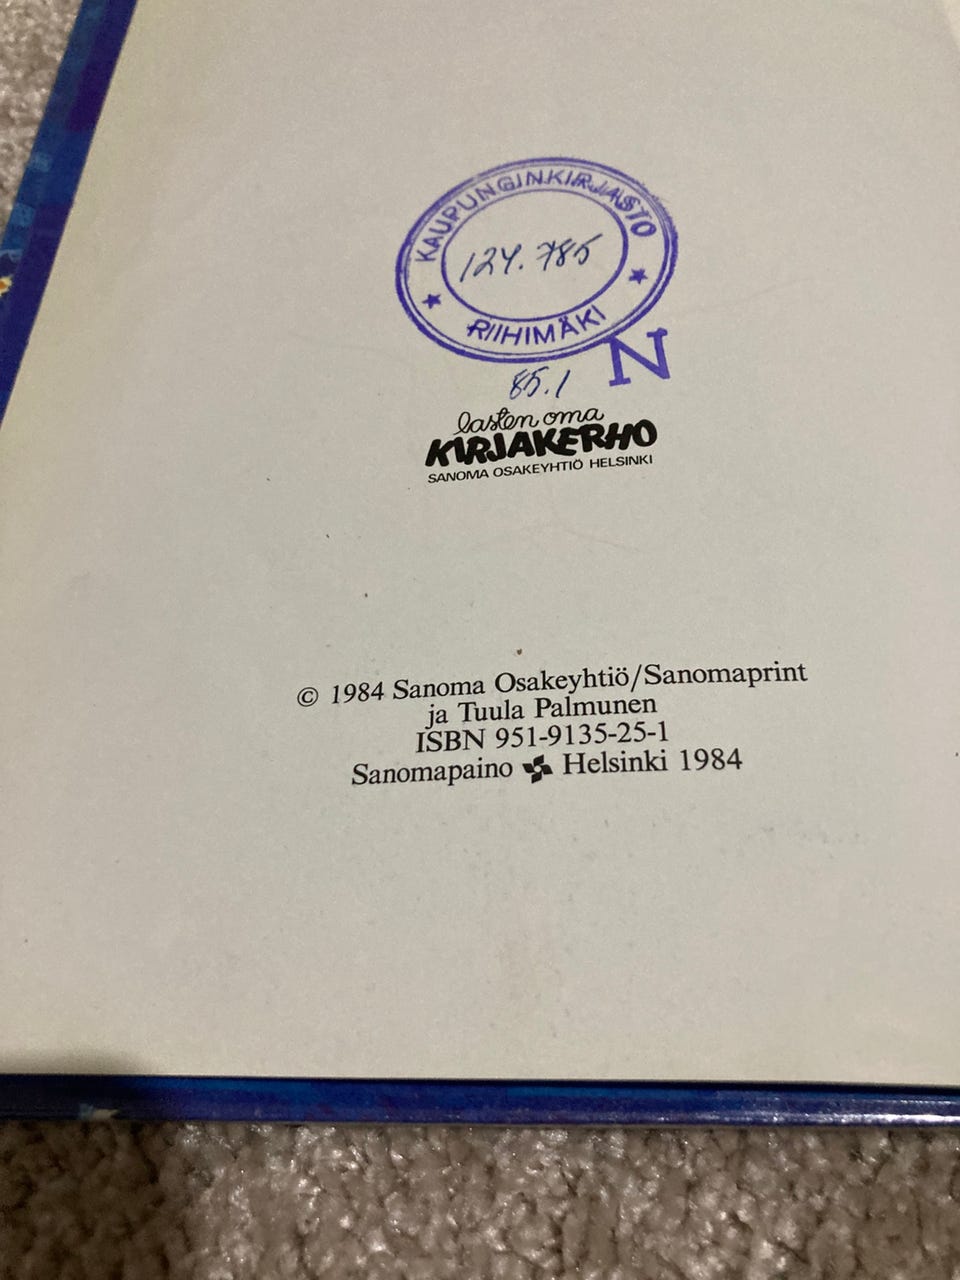 KAUPUNGINKIRJASTO
124.785
RIIHIMÄKI
N
85.1
lasten oma
KIRJAKERHO
SANOMA OSAKEYHTIÖ HELSINKI
© 1984 Sanoma Osakeyhtiö/Sanomaprint
ja Tuula Palmunen
ISBN 951-9135-25-1
Sanomapaino Helsinki 1984